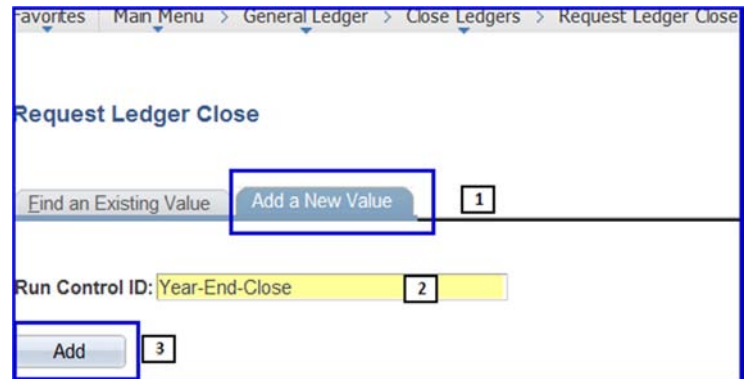 Favorites Main Menu > General Ledger > Close Ledgers > Request Ledger Close
Request Ledger Close
Find an Existing Value Add a New Value 1
Run Control ID: Year-End-Close 2
Add 3